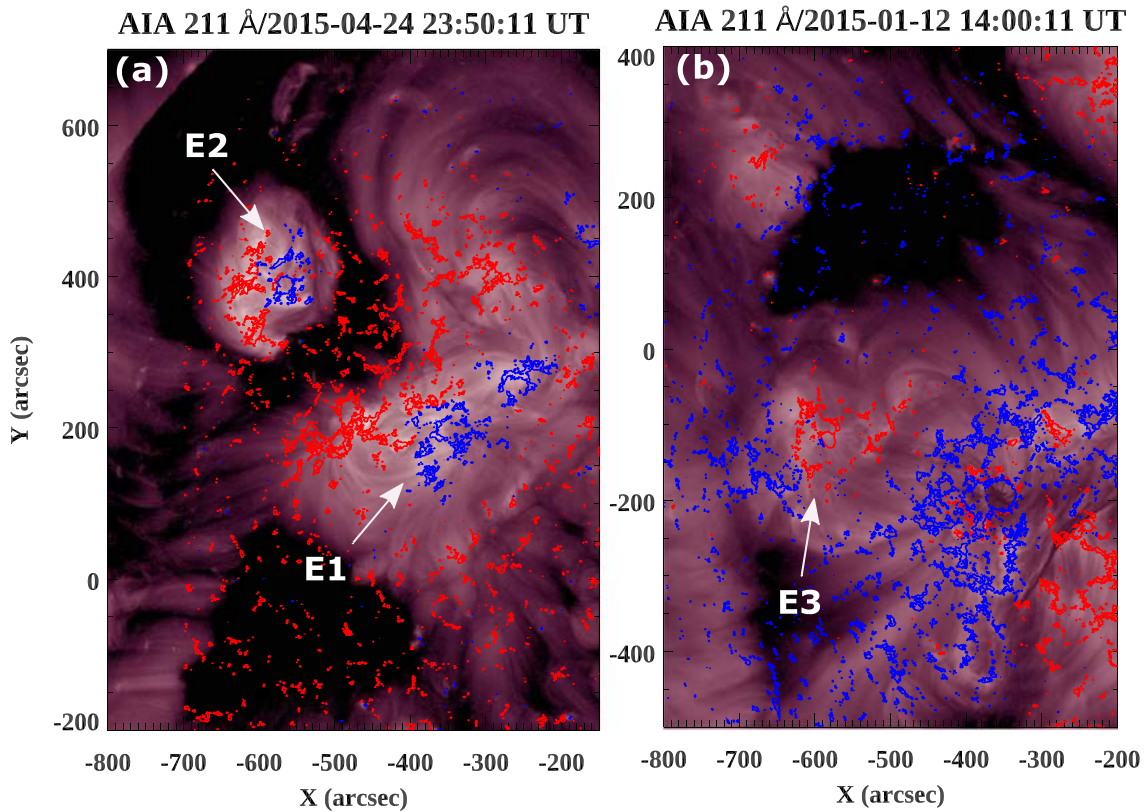 AIA 211 Å/2015-04-24 23:50:11 UT
(a)
E2
E1
600
400
200
0
-200
Y (arcsec)
-800 -700 -600 -500 -400 -300 -200
X (arcsec)
AIA 211 Å/2015-01-12 14:00:11 UT
(b)
E3
400
200
0
-200
-400
-800 -700 -600 -500 -400 -300 -200
X (arcsec)